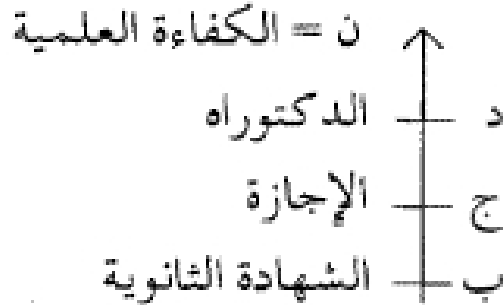 ن = الكفاءة العلمية
د الدكتوراه
ج الإجازة
ب الشهادة الثانوية